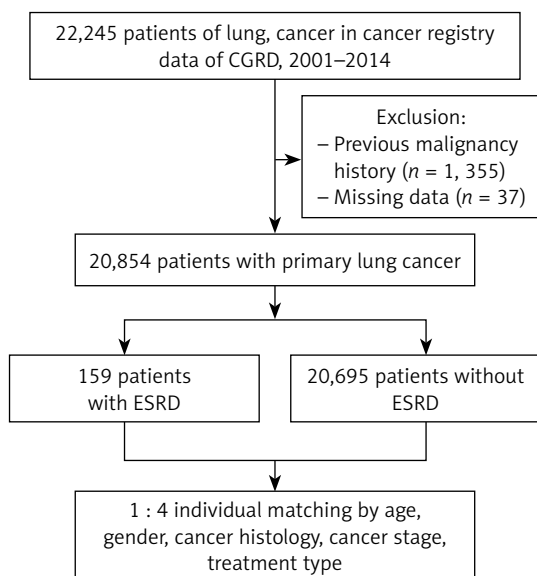 22,245 patients of lung, cancer in cancer registry
data of CGRD, 2001–2014
Exclusion:
– Previous malignancy
history (n = 1, 355)
– Missing data (n = 37)
20,854 patients with primary lung cancer
159 patients
with ESRD
20,695 patients without
ESRD
1 : 4 individual matching by age,
gender, cancer histology, cancer stage,
treatment type